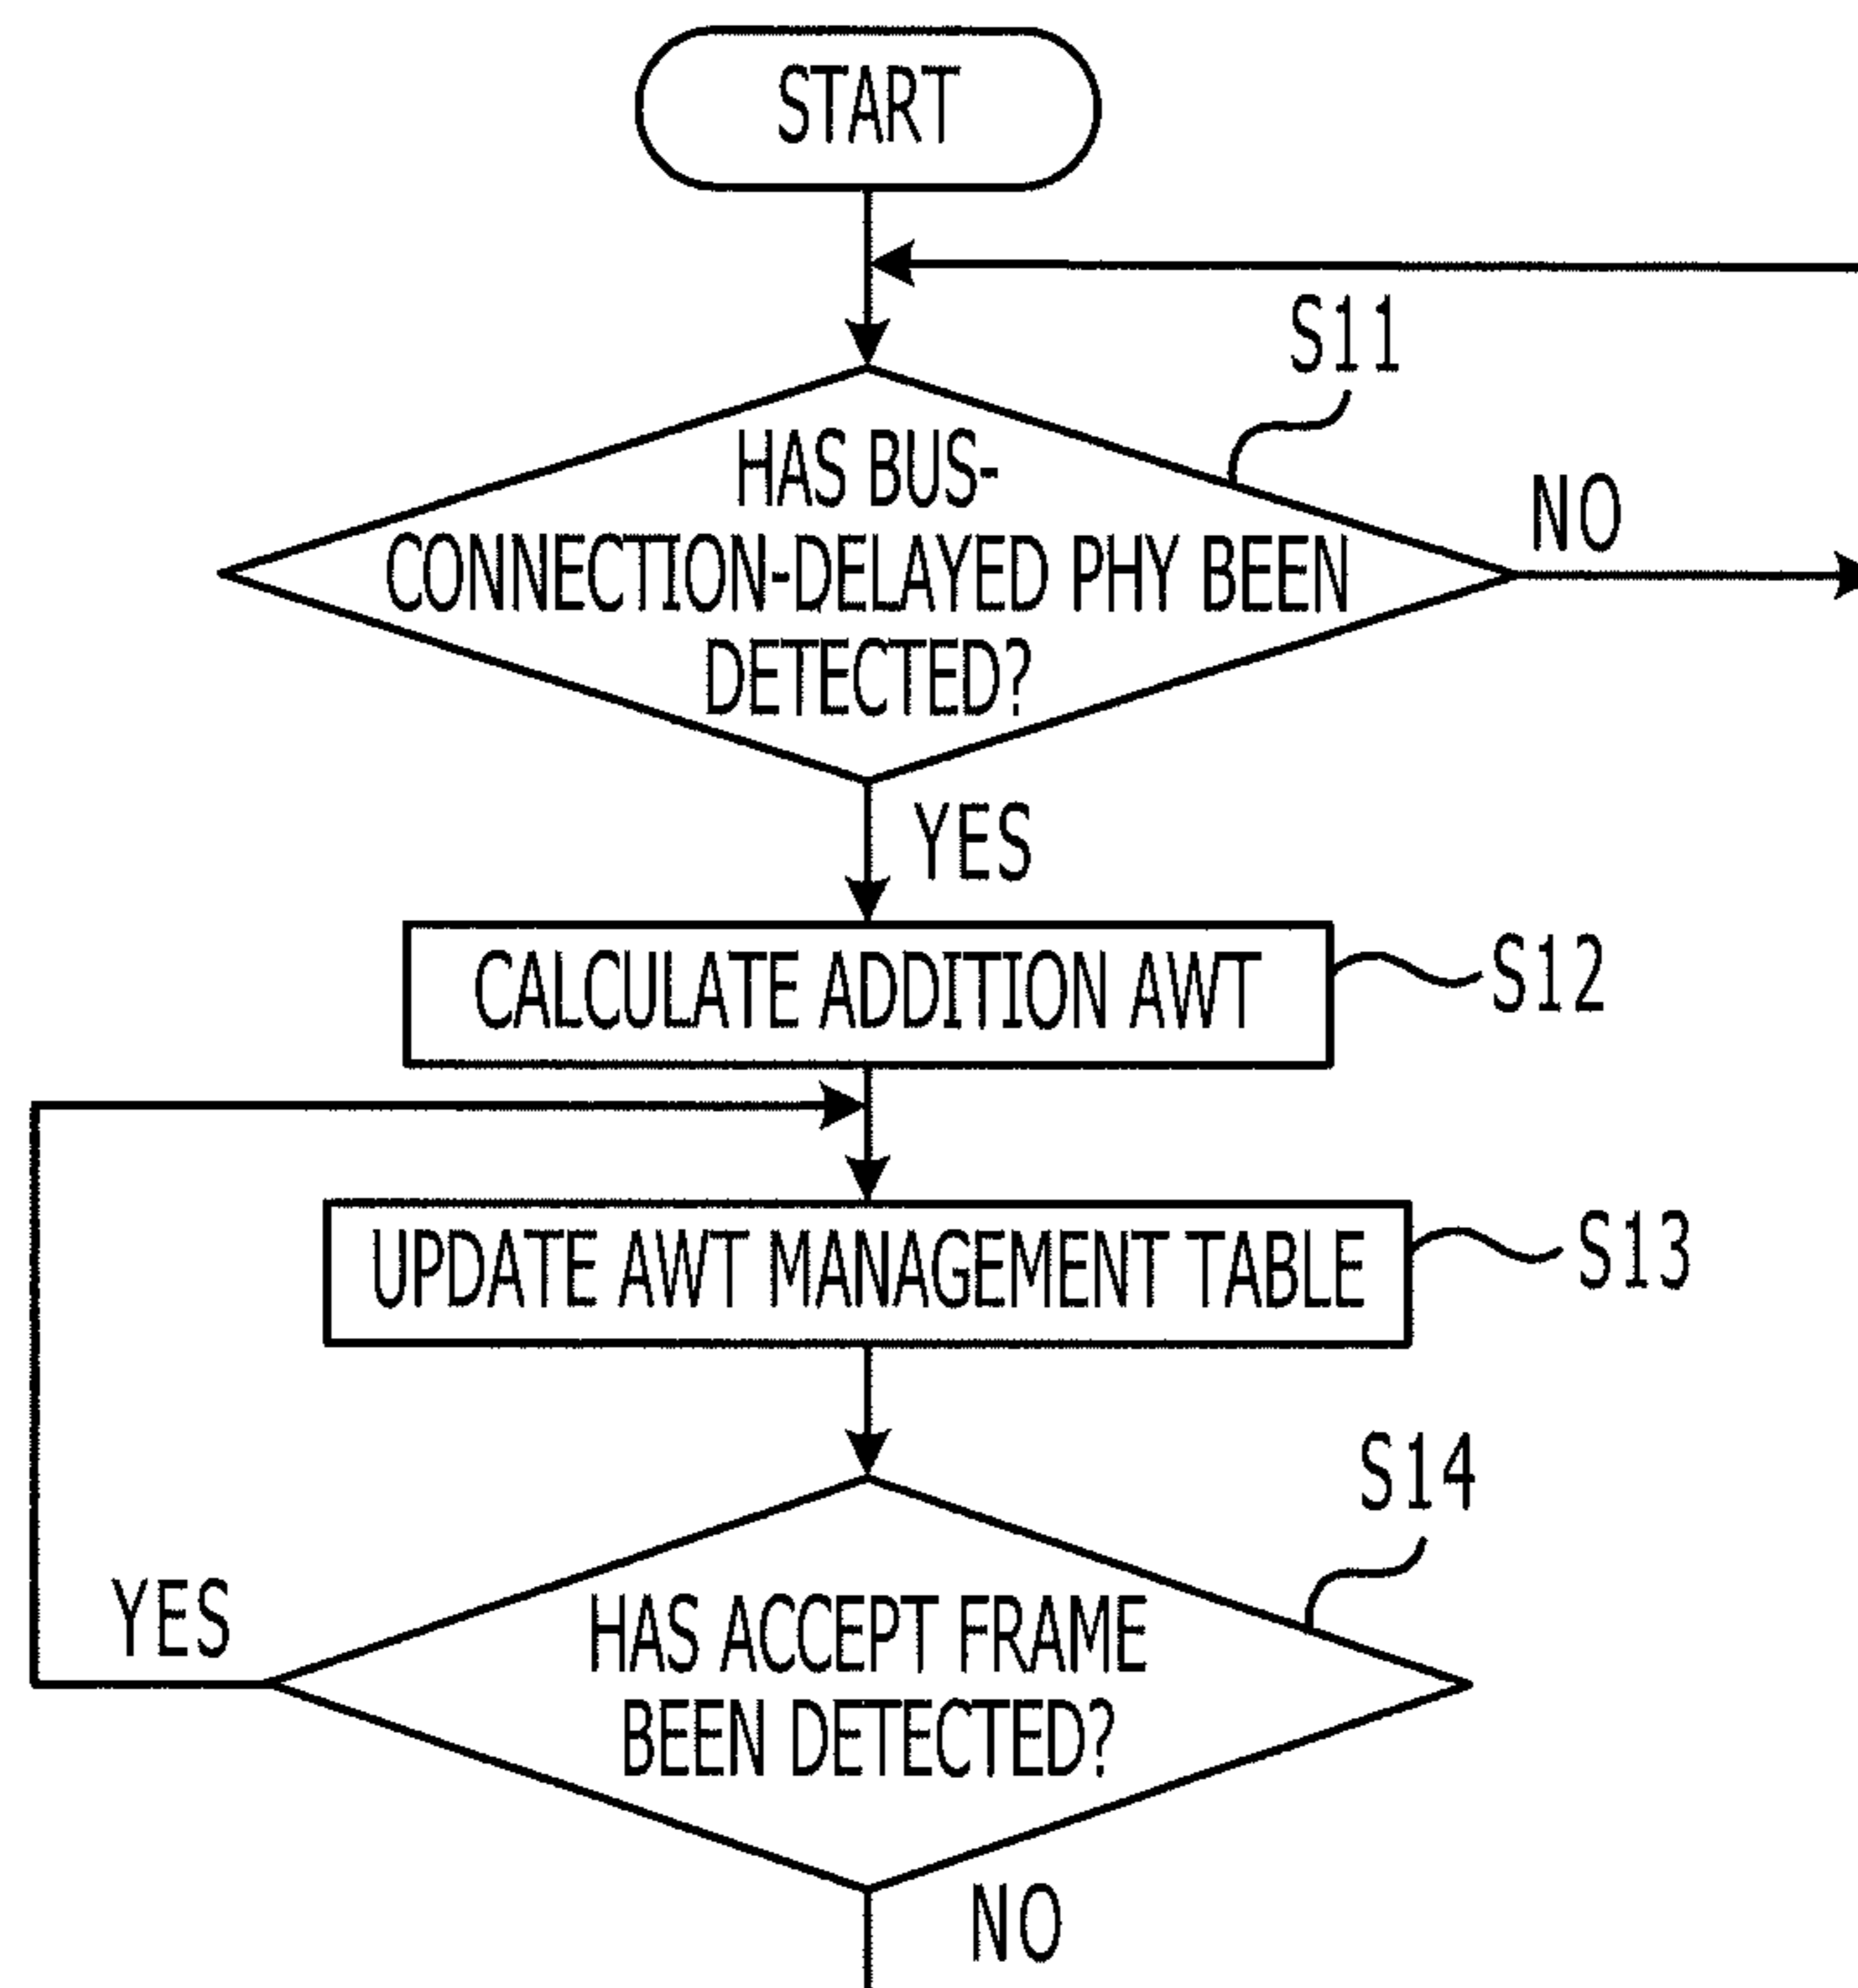 START
S11
HAS BUS-
CONNECTION-DELAYED PHY BEEN
DETECTED?
NO
YES
CALCULATE ADDITION AWT
S12
UPDATE AWT MANAGEMENT TABLE
S13
S14
HAS ACCEPT FRAME
BEEN DETECTED?
YES
NO